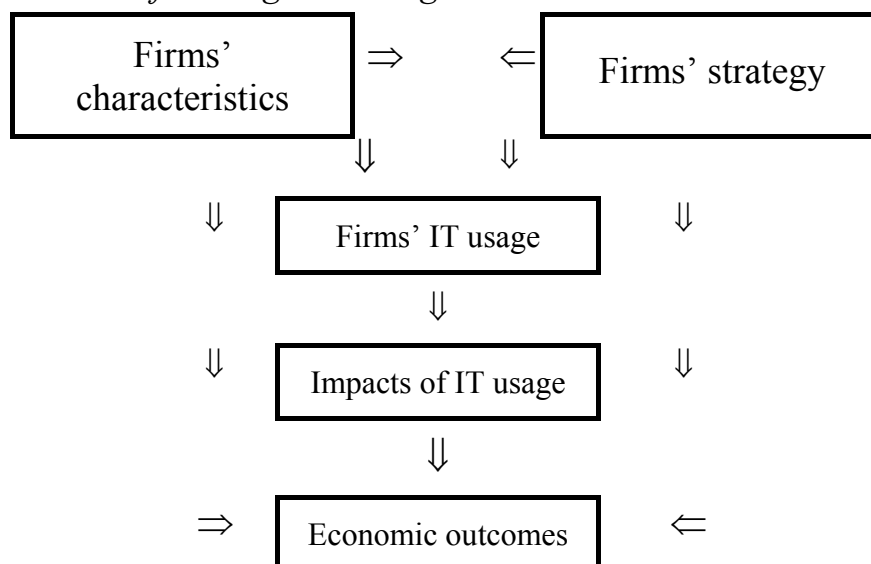 Firms’
characteristics
⇒ ⇐
Firms’ strategy
⇓ ⇓
⇓ Firms’ IT usage ⇓
⇓
⇓ Impacts of IT usage ⇓
⇓
⇒ Economic outcomes ⇐